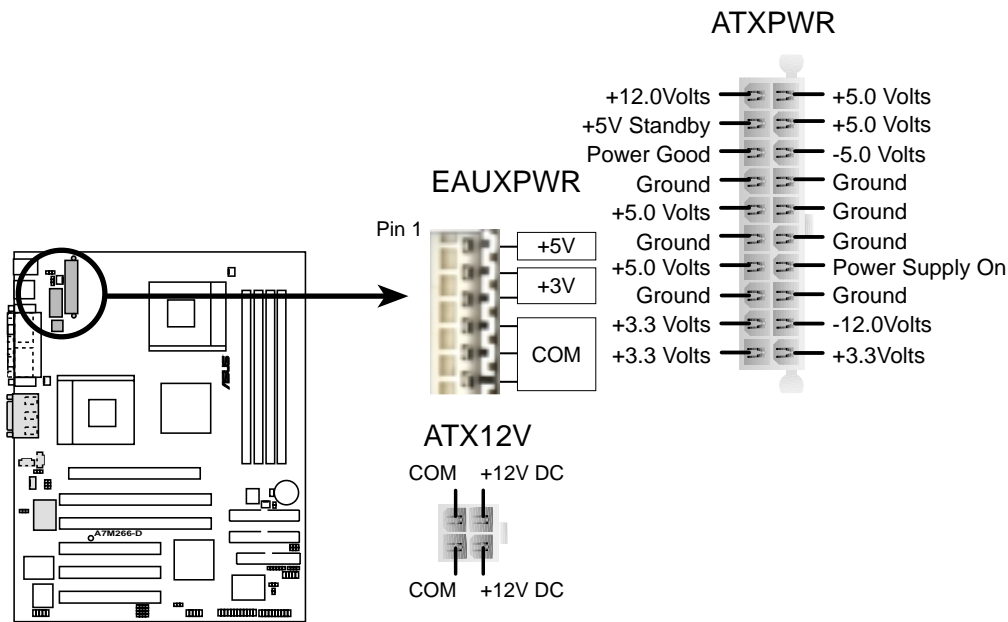 ATXPWR
+12.0Volts +5.0 Volts
+5V Standby +5.0 Volts
Power Good -5.0 Volts
Ground Ground
+5.0 Volts Ground
Ground Ground
+5.0 Volts Power Supply On
Ground Ground
+3.3 Volts -12.0Volts
+3.3 Volts +3.3Volts
EAUXPWR
Pin 1
+5V
+3V
COM
ATX12V
COM +12V DC
COM +12V DC
ASUS
A7M266-D